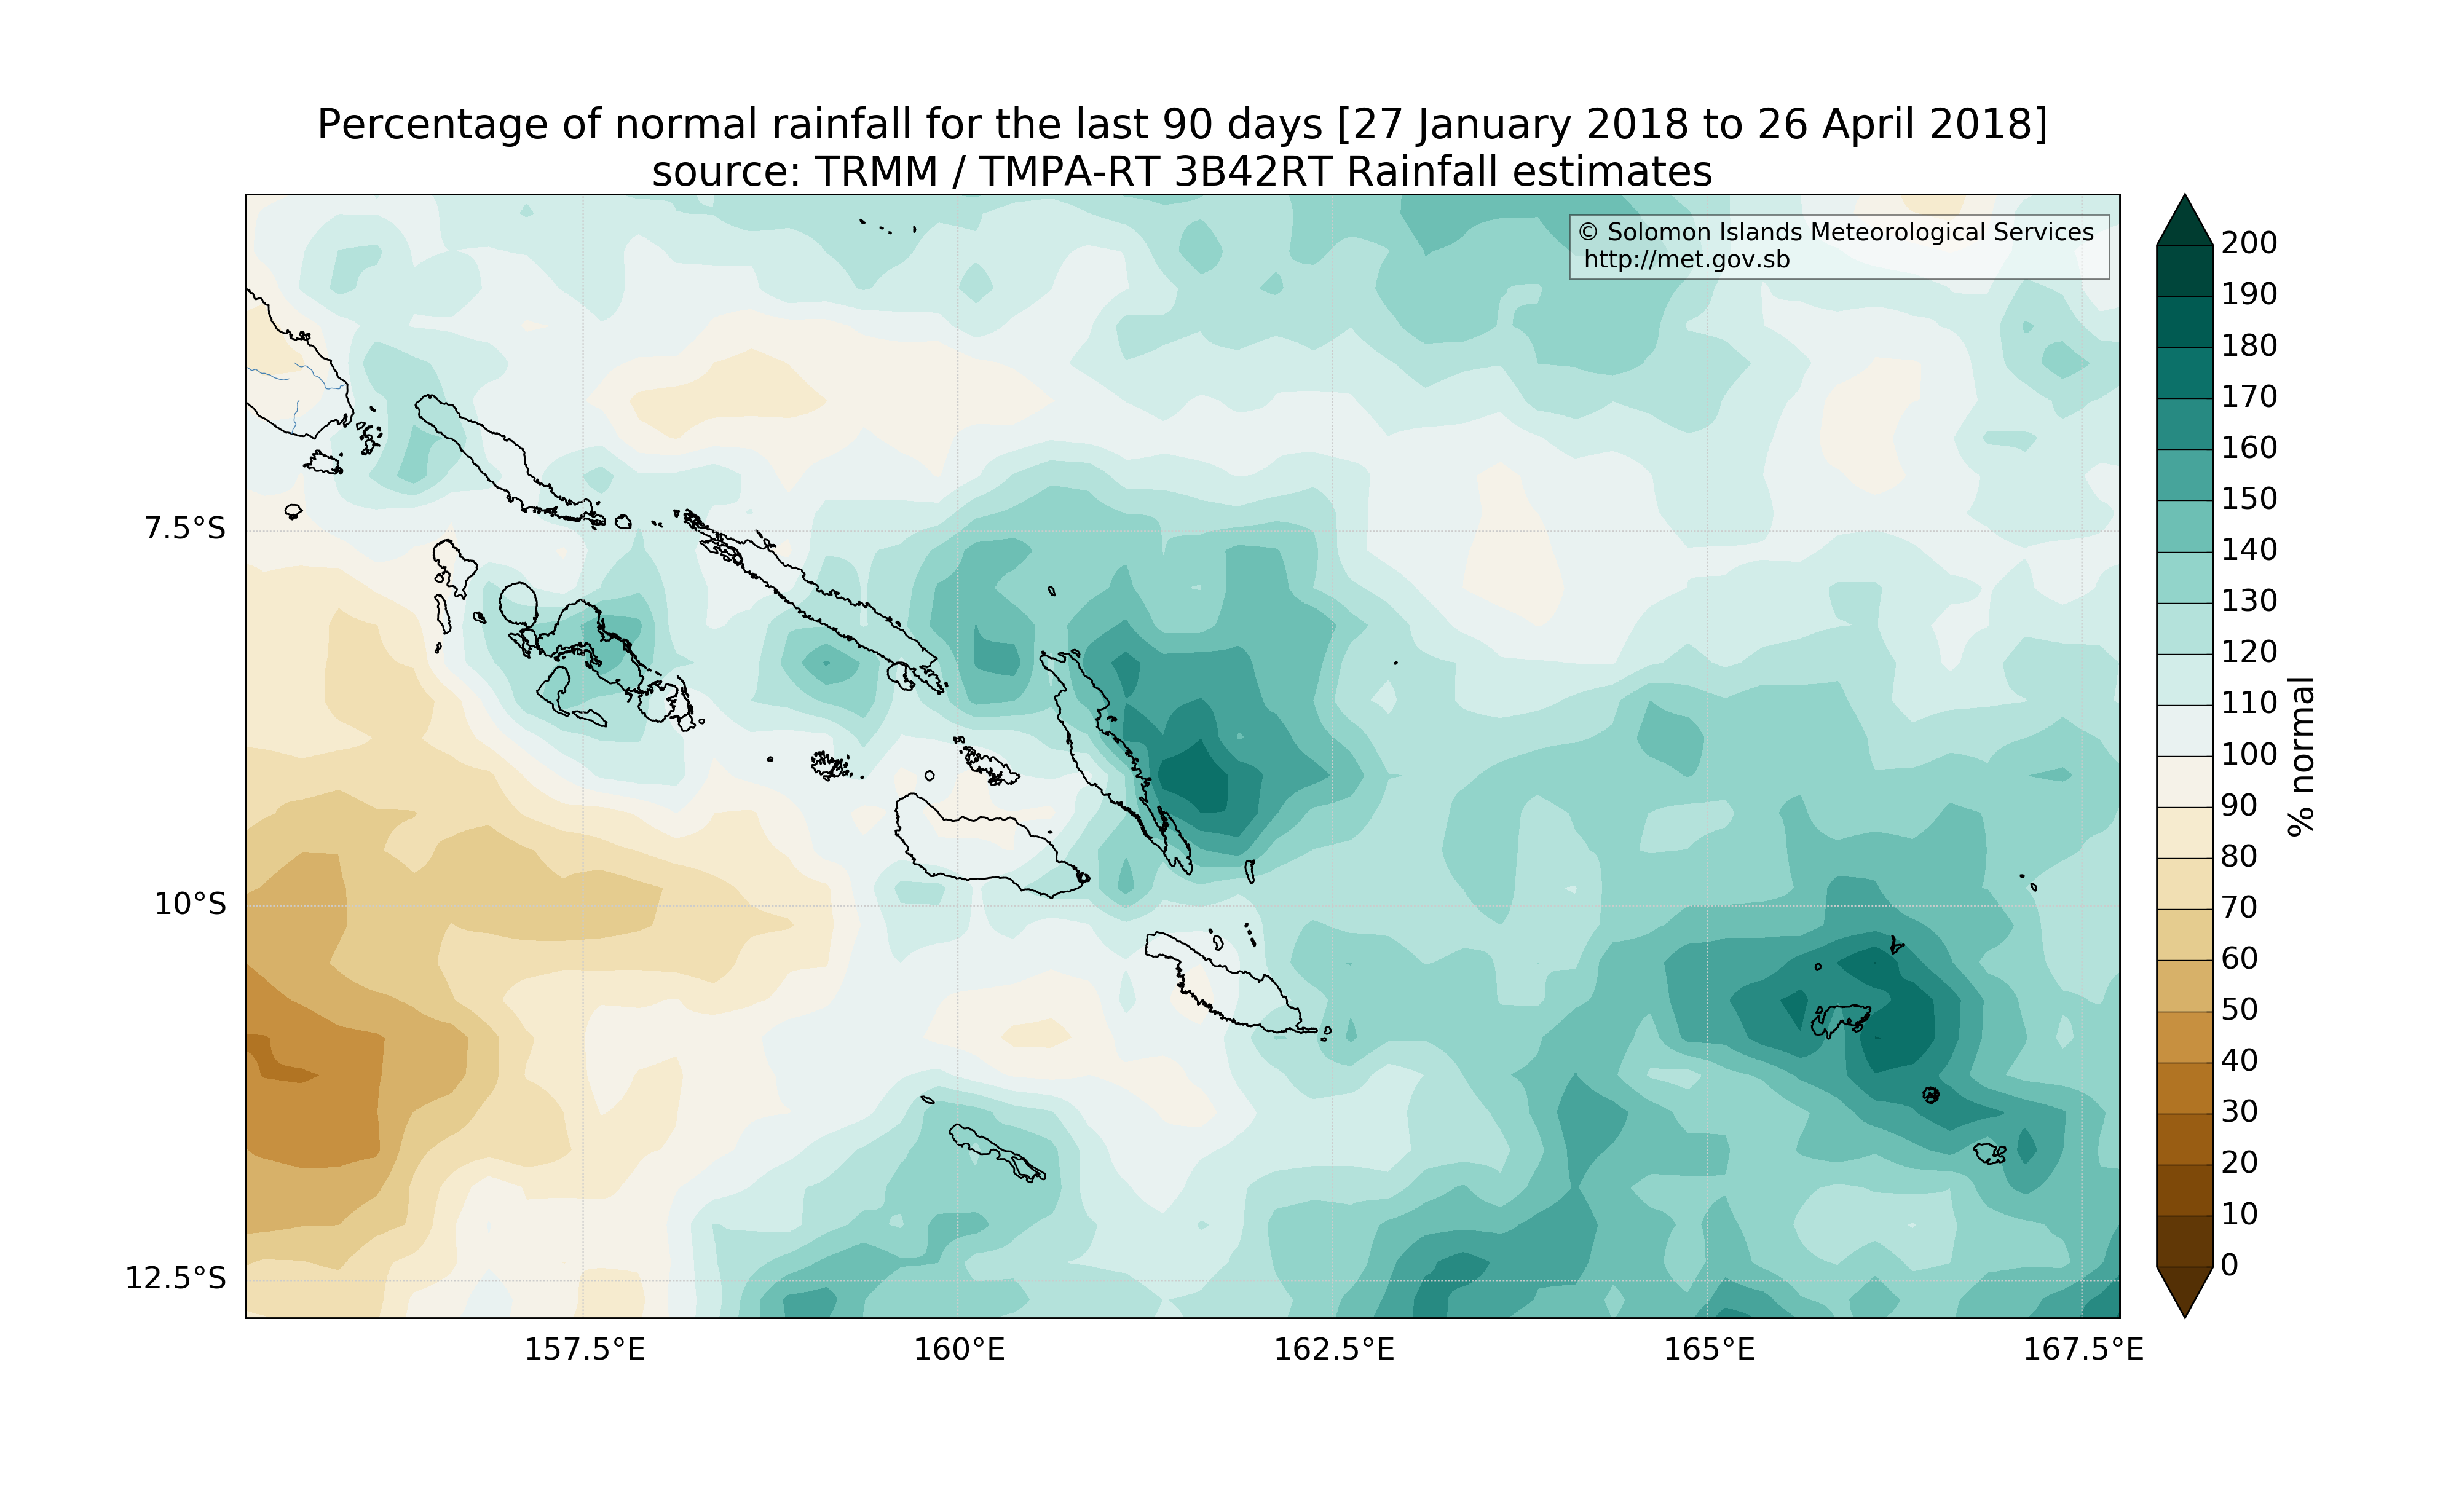 Percentage of normal rainfall for the last 90 days [27 January 2018 to 26 April 2018]
source: TRMM / TMPA-RT 3B42RT Rainfall estimates
© Solomon Islands Meteorological Services
http://met.gov.sb
7.5°S
10°S
12.5°S
157.5°E
160°E
162.5°E
165°E
167.5°E
200
190
180
170
160
150
140
130
120
110
100
90
80
70
60
50
40
30
20
10
0
% normal